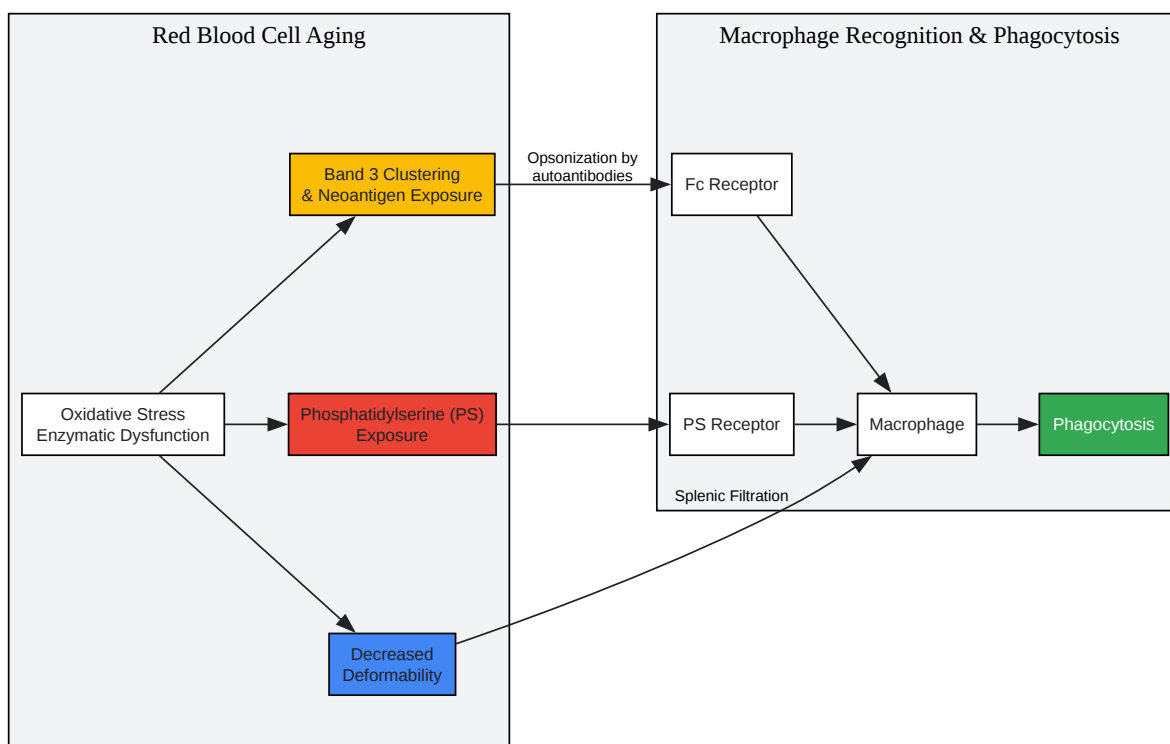 Red Blood Cell Aging
Macrophage Recognition & Phagocytosis
Band 3 Clustering
& Neoantigen Exposure
Opsonization by
autoantibodies
Fc Receptor
Oxidative Stress
Enzymatic Dysfunction
Phosphatidylserine (PS)
Exposure
PS Receptor
Macrophage
Phagocytosis
Splenic Filtration
Decreased
Deformability